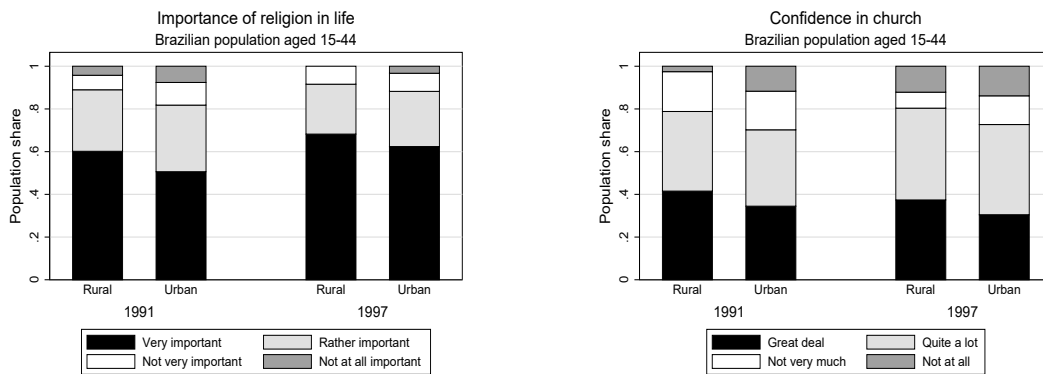 Importance of religion in life
Brazilian population aged 15-44
Population share
0 .2 .4 .6 .8 1
Rural Urban Rural Urban
1991 1997
Very important Rather important
Not very important Not at all important
Confidence in church
Brazilian population aged 15-44
Population share
0 .2 .4 .6 .8 1
Rural Urban Rural Urban
1991 1997
Great deal Quite a lot
Not very much Not at all